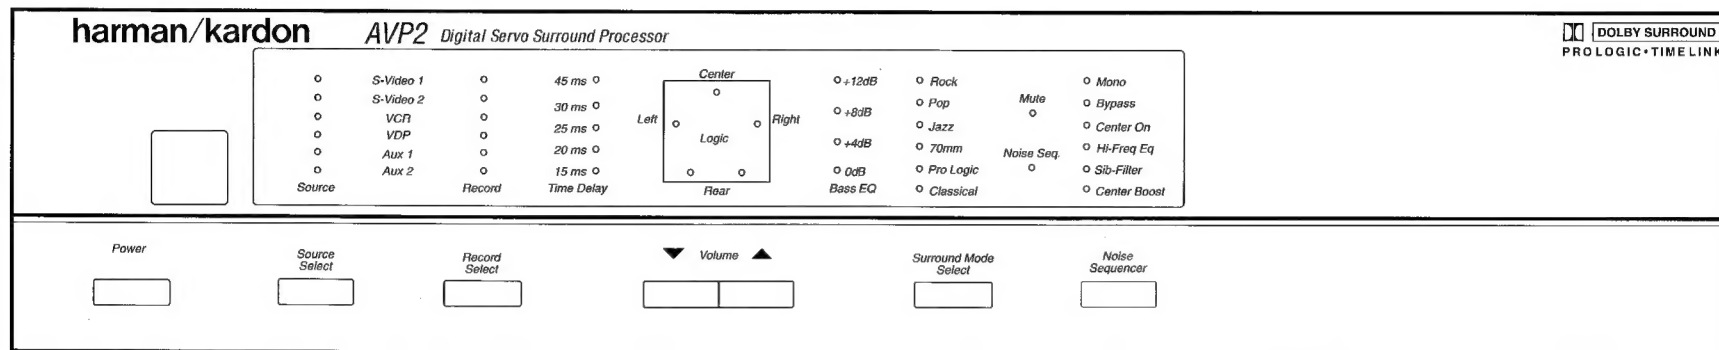 harman/kardon AVP2 Digital Servo Surround Processor
DOLBY SURROUND
PROLOGIC•TIMELINK
S-Video 1
S-Video 2
VCR
VDP
Aux 1
Aux 2
Source
Record
45 ms
30 ms
25 ms
20 ms
15 ms
Time Delay
Center
Left
Right
Logic
Rear
+12dB
+8dB
+4dB
0dB
Bass EQ
Rock
Pop
Jazz
70mm
Pro Logic
Classical
Mute
Noise Seq.
Mono
Bypass
Center On
Hi-Freq Eq
Sib-Filter
Center Boost
Power
Source
Select
Record
Select
Volume
Surround Mode
Select
Noise
Sequencer